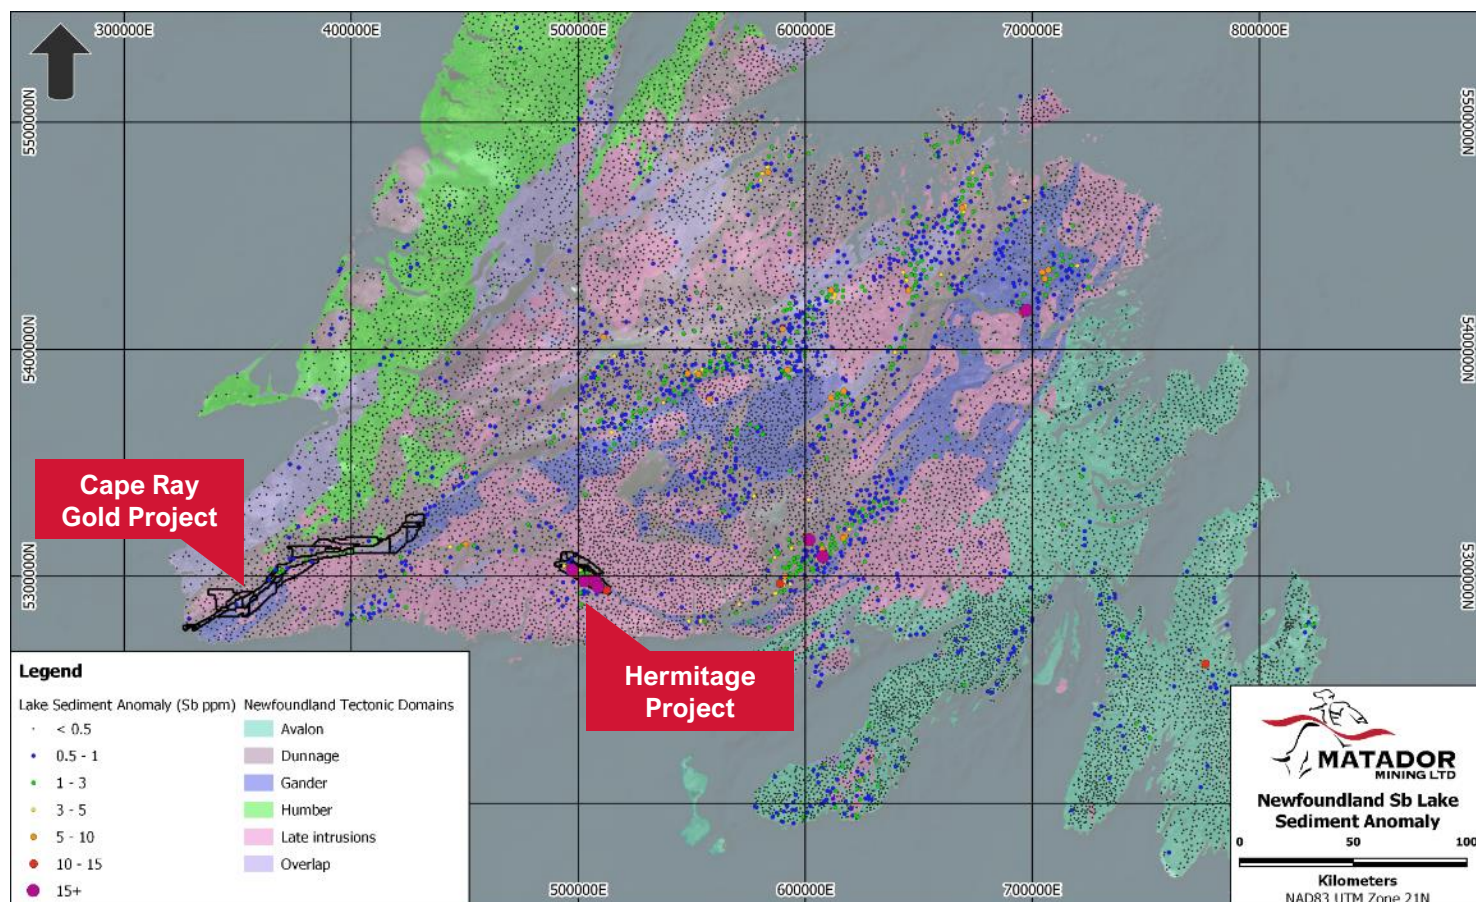 300000E 400000E 500000E 600000E 700000E 800000E
5500000N 5500000N
5400000N 5400000N
Cape Ray
Gold Project
5300000N 5300000N
Hermitage
Project
Legend
Lake Sediment Anomaly (Sb ppm) Newfoundland Tectonic Domains
< 0.5 Avalon
0.5 - 1 Dunnage
1 - 3 Gander
3 - 5 Humber
5 - 10 Late intrusions
10 - 15 Overlap
15+
500000E 600000E 700000E
MATADOR
MINING LTD
Newfoundland Sb Lake
Sediment Anomaly
0 50 100
Kilometers
NAD83 UTM Zone 21N